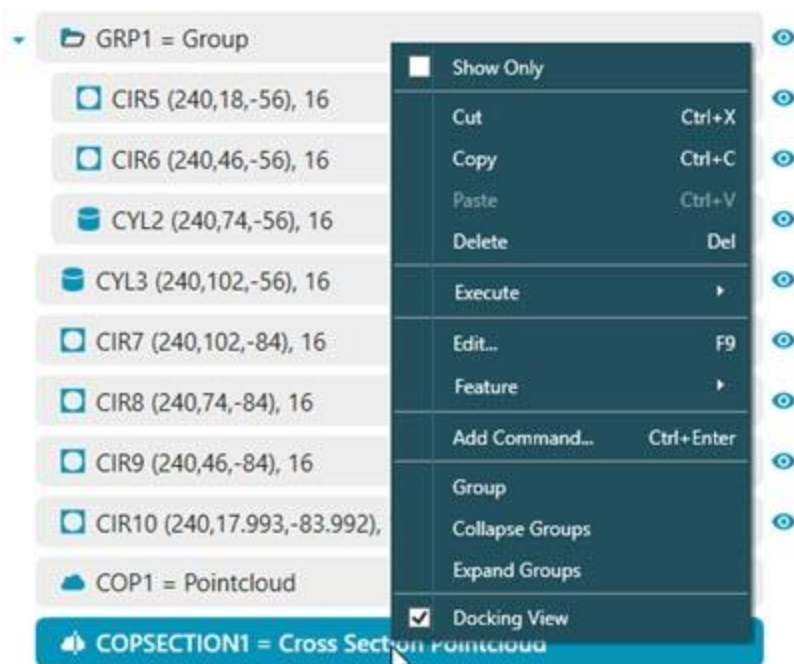 GRP1 = Group
CIR5 (240,18,-56), 16
CIR6 (240,46,-56), 16
CYL2 (240,74,-56), 16
CYL3 (240,102,-56), 16
CIR7 (240,102,-84), 16
CIR8 (240,74,-84), 16
CIR9 (240,46,-84), 16
CIR10 (240,17.993,-83.992),
COP1 = Pointcloud
COPSECTION1 = Cross Section Pointcloud
Show Only
Cut Ctrl+X
Copy Ctrl+C
Paste Ctrl+V
Delete Del
Execute
Edit... F9
Feature
Add Command... Ctrl+Enter
Group
Collapse Groups
Expand Groups
Docking View